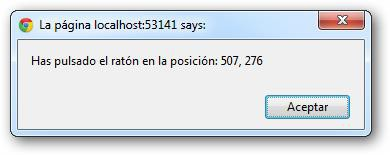 La página localhost:53141 says:
Has pulsado el ratón en la posición: 507, 276
Aceptar